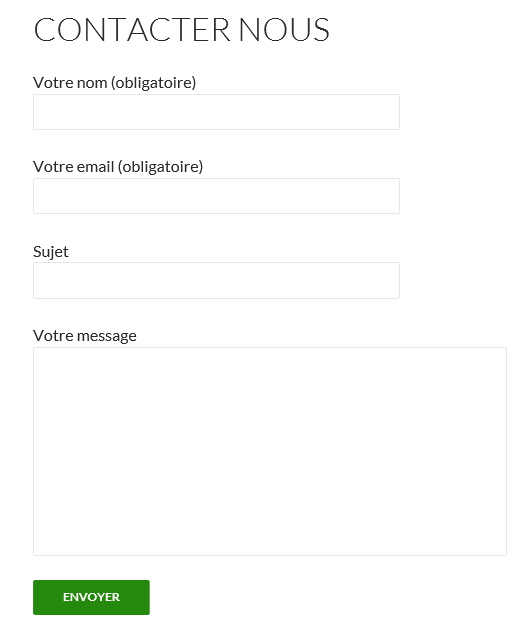 CONTACTER NOUS
Votre nom (obligatoire)
Votre email (obligatoire)
Sujet
Votre message
ENVOYER